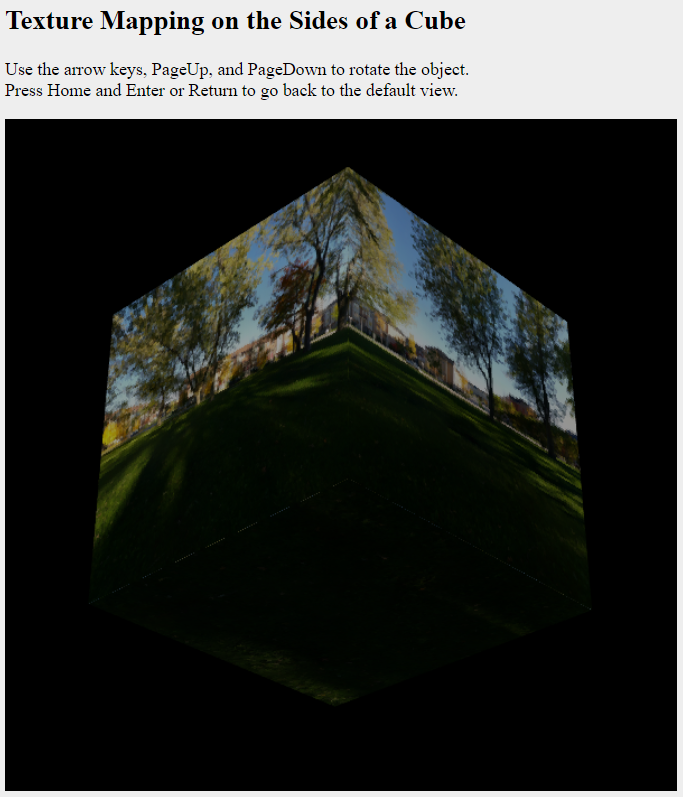 Texture Mapping on the Sides of a Cube
Use the arrow keys, PageUp, and PageDown to rotate the object.
Press Home and Enter or Return to go back to the default view.